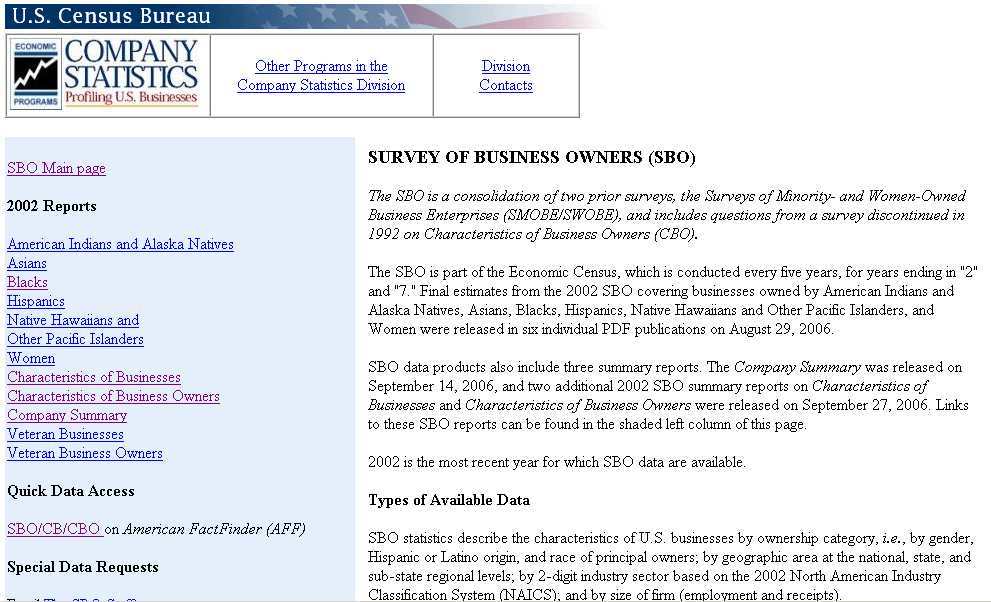 U.S. Census Bureau
ECONOMIC
PROGRAMS
COMPANY
STATISTICS
Profiling U.S. Businesses
Other Programs in the
Company Statistics Division
Division
Contacts
SBO Main page
2002 Reports
American Indians and Alaska Natives
Asians
Blacks
Hispanics
Native Hawaiians and
Other Pacific Islanders
Women
Characteristics of Businesses
Characteristics of Business Owners
Company Summary
Veteran Businesses
Veteran Business Owners
Quick Data Access
SBO/CB/CBO on American FactFinder (AFF)
Special Data Requests
SURVEY OF BUSINESS OWNERS (SBO)
The SBO is a consolidation of two prior surveys, the Surveys of Minority- and Women-Owned
Business Enterprises (SMOBE/SWOBE), and includes questions from a survey discontinued in
1992 on Characteristics of Business Owners (CBO).
The SBO is part of the Economic Census, which is conducted every five years, for years ending in "2"
and "7." Final estimates from the 2002 SBO covering businesses owned by American Indians and
Alaska Natives, Asians, Blacks, Hispanics, Native Hawaiians and Other Pacific Islanders, and
Women were released in six individual PDF publications on August 29, 2006.
SBO data products also include three summary reports. The Company Summary was released on
September 14, 2006, and two additional 2002 SBO summary reports on Characteristics of
Businesses and Characteristics of Business Owners were released on September 27, 2006. Links
to these SBO reports can be found in the shaded left column of this page.
2002 is the most recent year for which SBO data are available.
Types of Available Data
SBO statistics describe the characteristics of U.S. businesses by ownership category, i.e., by gender,
Hispanic or Latino origin, and race of principal owners; by geographic area at the national, state, and
sub-state regional levels; by 2-digit industry sector based on the 2002 North American Industry
Classification System (NAICS); and by size of firm (employment and receipts).